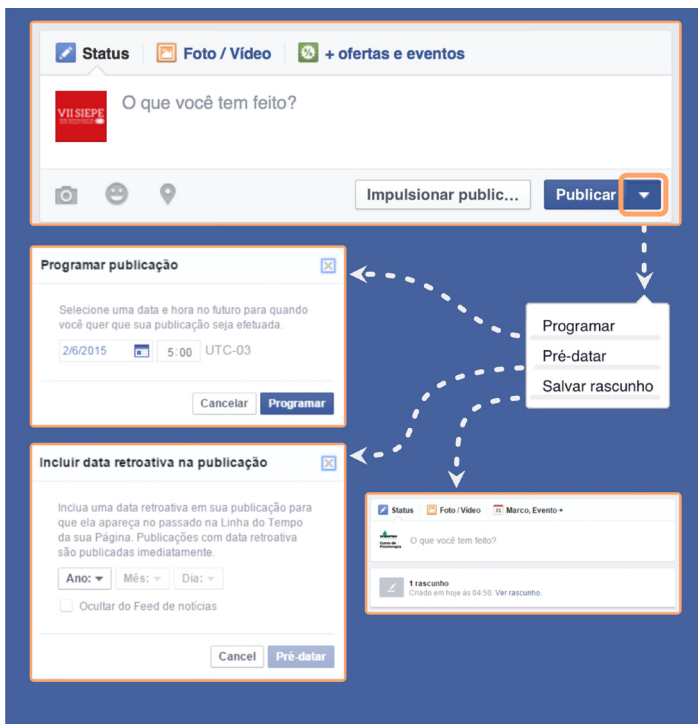 Status Foto / Vídeo + ofertas e eventos
VII SIEPE
O que você tem feito?
Impulsionar public... Publicar
Programar publicação
Selecione uma data e hora no futuro para quando
você quer que sua publicação seja efetuada.
2/6/2015 5:00 UTC-03
Cancelar Programar
Programar
Pré-datar
Salvar rascunho
Incluir data retroativa na publicação
Inclua uma data retroativa em sua publicação para
que ela apareça no passado na Linha do Tempo
da sua Página. Publicações com data retroativa
são publicadas imediatamente.
Ano: Mês: Dia:
Ocultar do Feed de notícias
Cancel Pré-datar
Status Foto / Vídeo 31 Marco, Evento +
Curso de
Fisioterapia
O que você tem feito?
1 rascunho
Criado em hoje às 04:50. Ver rascunho.